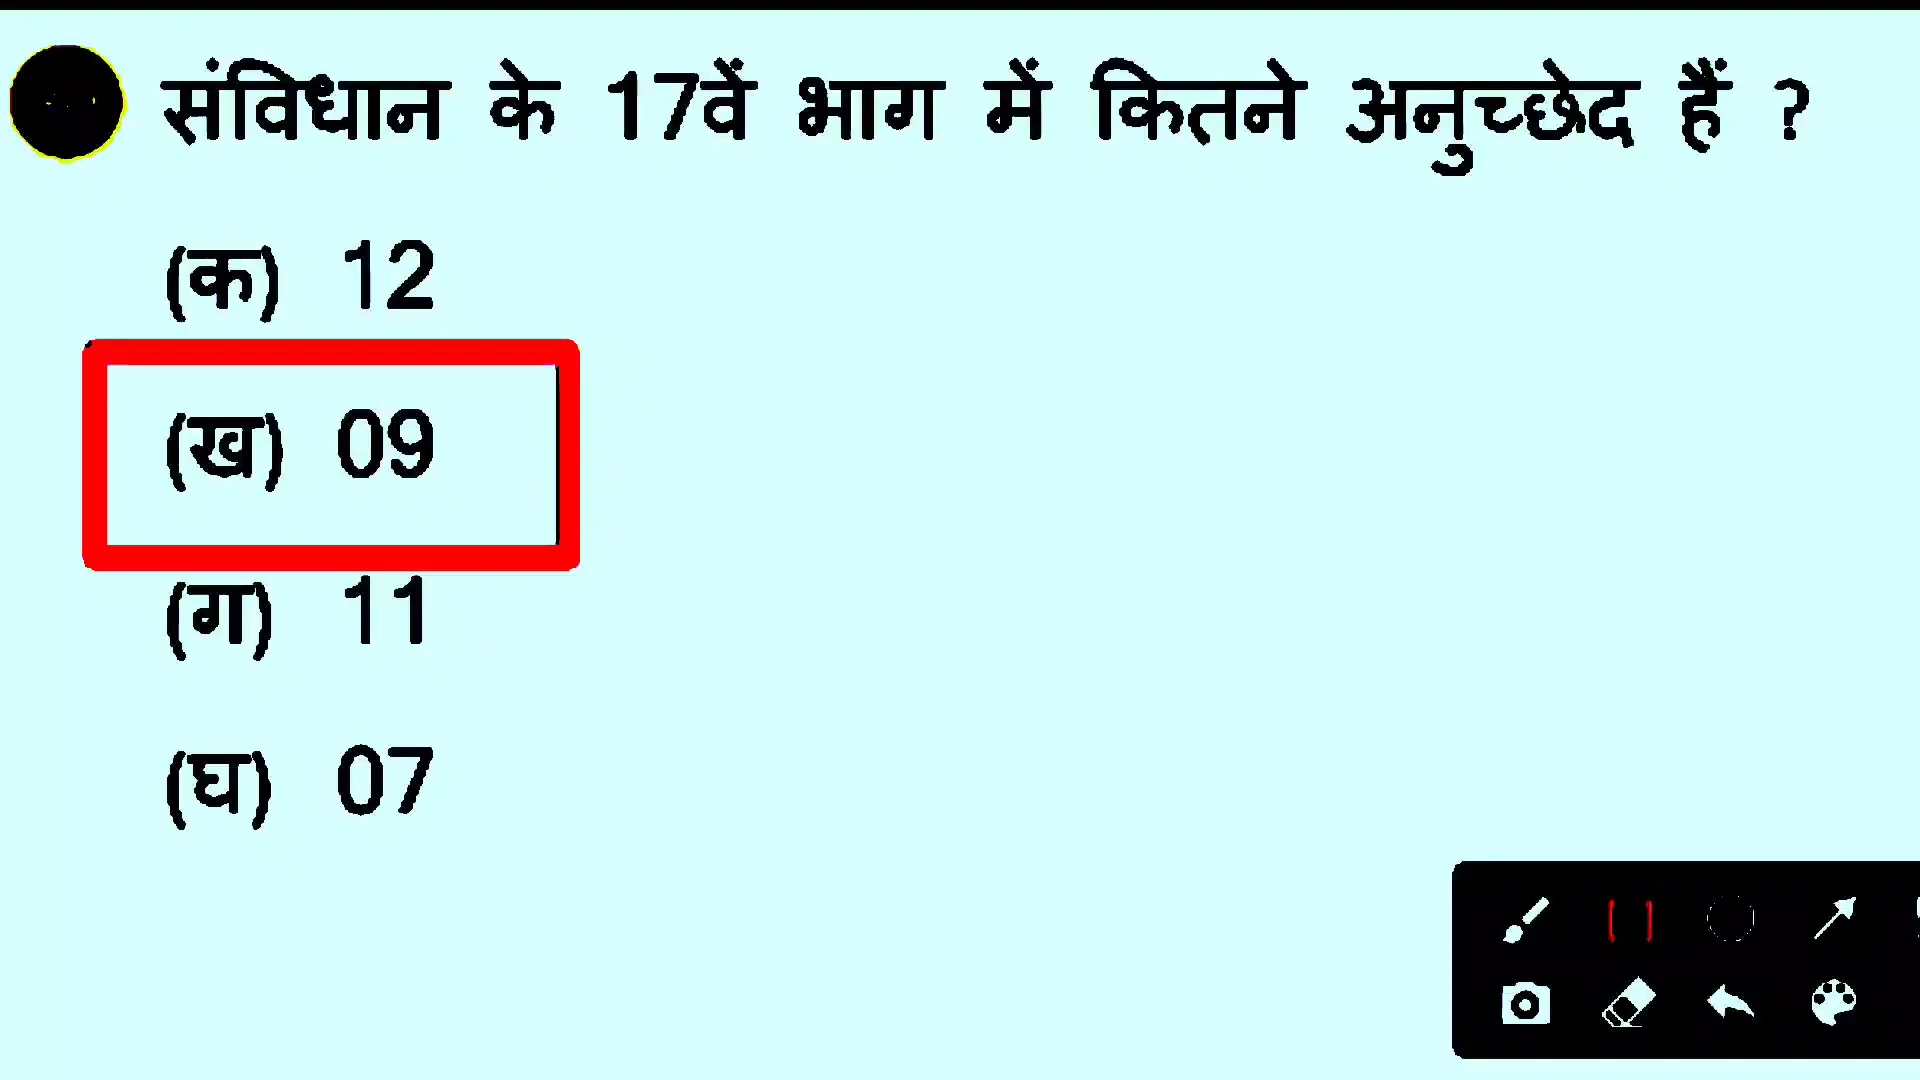 संविधान के 17वें भाग में कितने अनुच्छेद हैं ?
(क) 12
(ख) 09
(ग) 11
(घ) 07